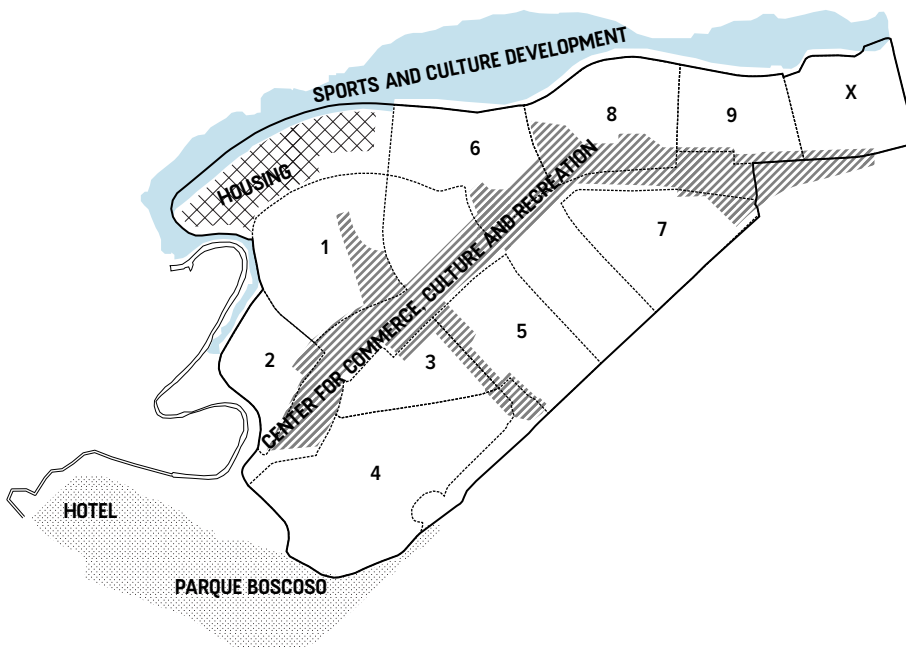 SPORTS AND CULTURE DEVELOPMENT
X
8
9
6
HOUSING
CENTER FOR COMMERCE, CULTURE AND RECREATION
7
1
5
2
3
4
HOTEL
PARQUE BOSCOSO